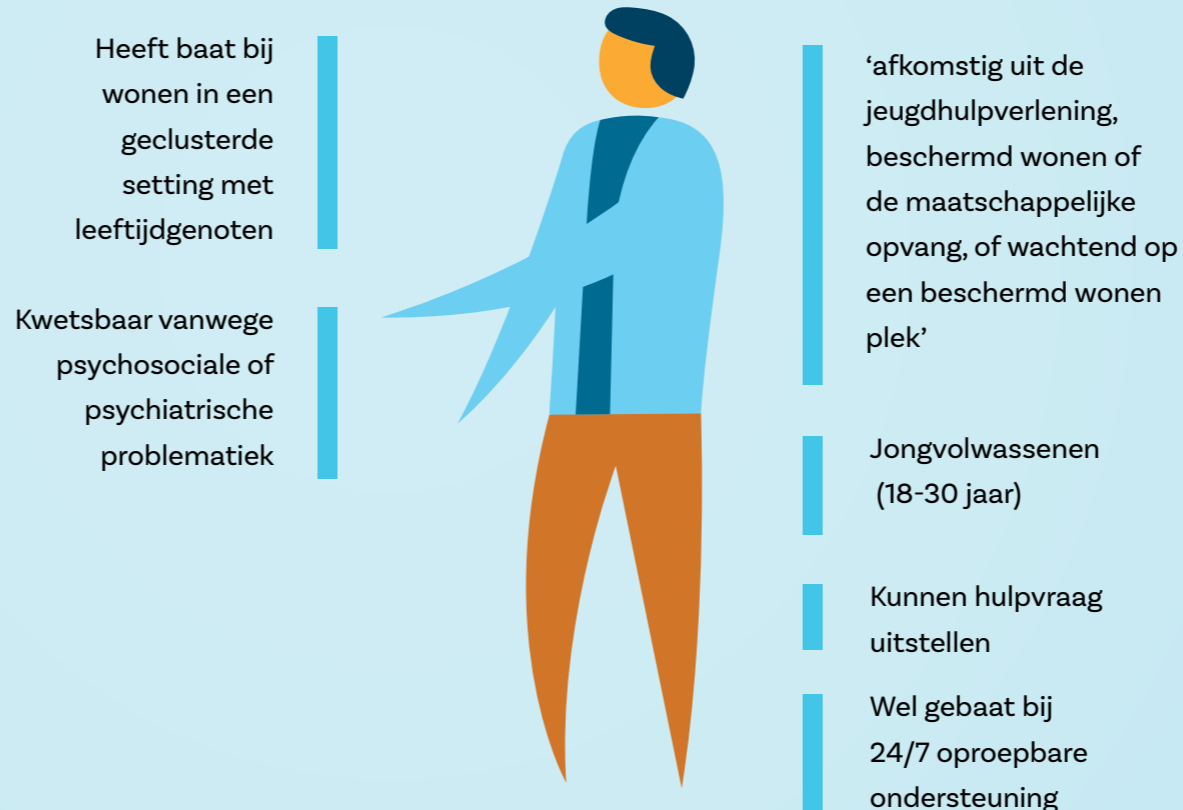 Heeft baat bij
wonen in een
geclusterde
setting met
leeftijdgenoten
Kwetsbaar vanwege
psychosociale of
psychiatrische
problematiek
‘afkomstig uit de
jeugdhulpverlening,
beschermd wonen of
de maatschappelijke
opvang, of wachtend op
een beschermd wonen
plek’
Jongvolwassenen
(18-30 jaar)
Kunnen hulpvraag
uitstellen
Wel gebaat bij
24/7 oproepbare
ondersteuning